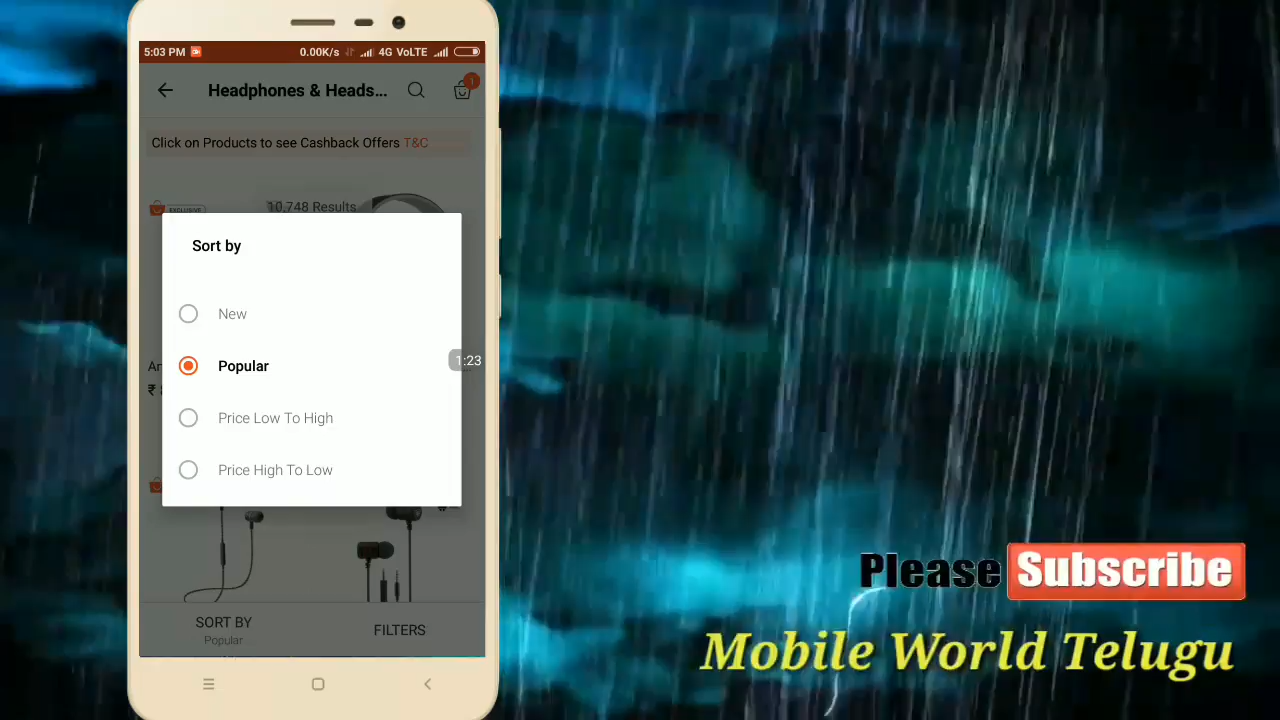 5:03 PM 0.00K/s 4G VoLTE
Headphones & Heads...
1
Click on Products to see Cashback Offers T&C
10,748 Results
EXCLUSIVE
Sort by
New
Popular
1:23
Price Low To High
Price High To Low
SORT BY
Popular
FILTERS
Please Subscribe
Mobile World Telugu